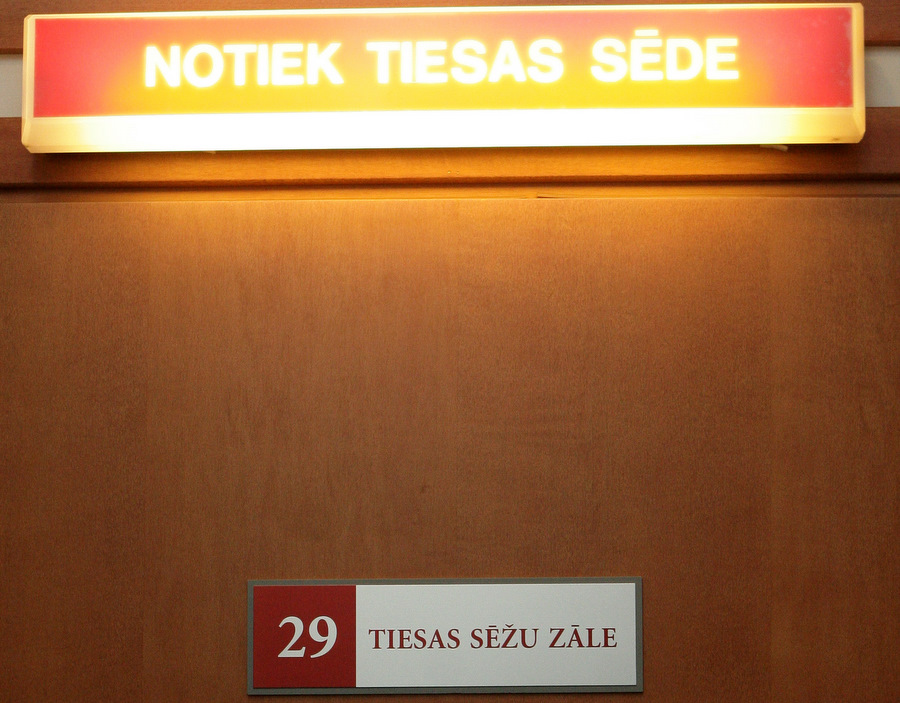 NOTIEK TIESAS SĒDE
29 TIESAS SĒŽU ZĀLE